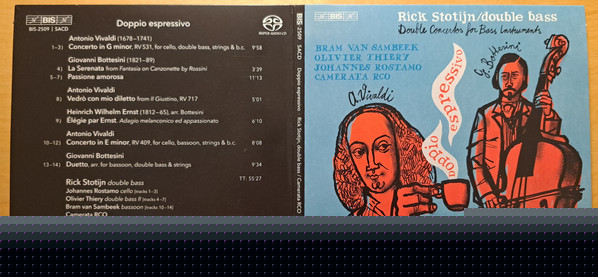 BIS
BIS-2509 | SACD
Doppio espressivo
SUPER AUDIO CD
Antonio Vivaldi (1678–1741)
1–3) Concerto in G minor, RV 531, for cello, double bass, strings & b.c. 9'58
Giovanni Bottesini (1821–89)
4) La Serenata from Fantasia on Canzonette by Rossini 3'39
5–7) Passione amorosa 11'13
Antonio Vivaldi
8) Vedrò con mio diletto from Il Giustino, RV 717 5'01
Heinrich Wilhelm Ernst (1812–65), arr. Bottesini
9) Élégie par Ernst. Adagio melanconico ed appassionato 6'10
Antonio Vivaldi
10–12) Concerto in E minor, RV 409, for cello, bassoon, strings & b.c. 8'08
Giovanni Bottesini
13–14) Duetto, arr. for bassoon, double bass & strings 9'34
TT: 55'27
Rick Stotijn double bass
Johannes Rostamo cello [tracks 1–3]
Olivier Thiery double bass II [tracks 4–7]
Bram van Sambeek bassoon [tracks 10–14]
Camerata RCO
BIS
2509
SACD
Doppio espressivo
Rick Stotijn, double bass / Camerata RCO
BIS
Rick Stotijn/double bass
Double Concertos for Bass Instruments
BRAM VAN SAMBEEK
OLIVIER THIERY
JOHANNES ROSTAMO
CAMERATA RCO
doppio espressivo
A. Vivaldi
G. Bottesini